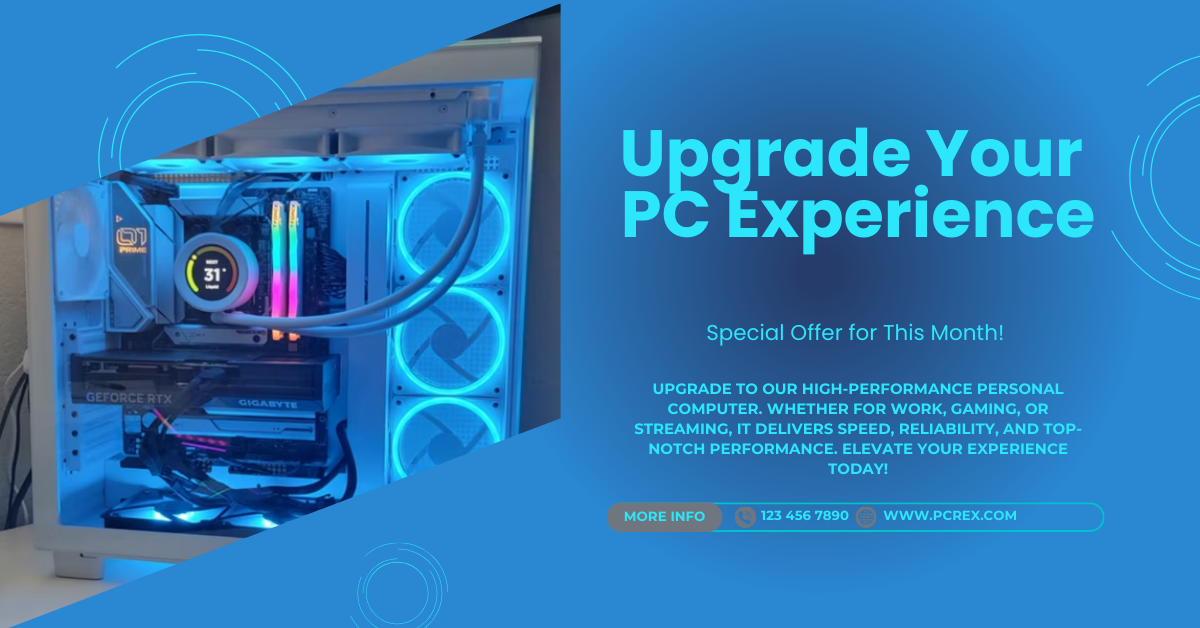 Upgrade Your
PC Experience
Special Offer for This Month!
UPGRADE TO OUR HIGH-PERFORMANCE PERSONAL
COMPUTER. WHETHER FOR WORK, GAMING, OR
STREAMING, IT DELIVERS SPEED, RELIABILITY, AND TOP-
NOTCH PERFORMANCE. ELEVATE YOUR EXPERIENCE
TODAY!
MORE INFO 123 456 7890 WWW.PCREX.COM
PRIME
31°
Liquid
GEFORCE RTX
GIGABYTE